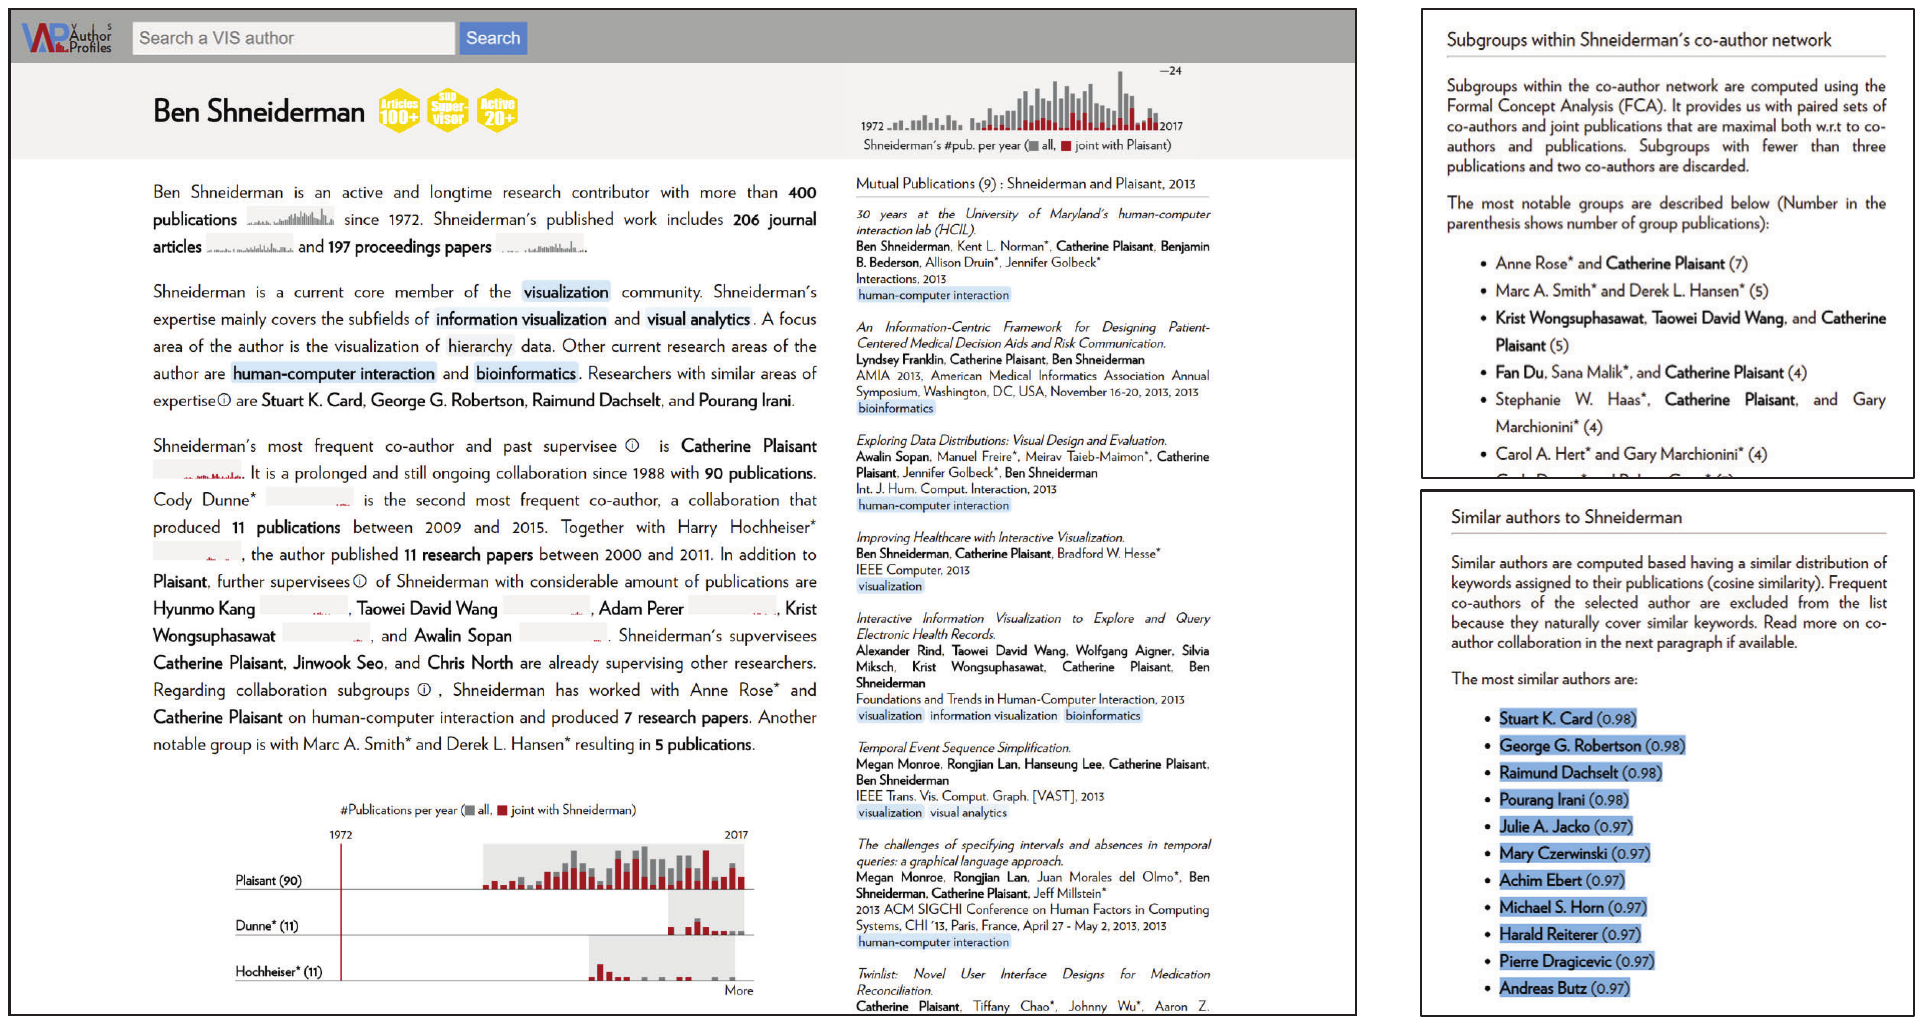 VAP
VIS
Author
Profiles
Search a VIS author
Search
Ben Shneiderman
Articles
100+
sup
Super-
visor
Active
20+
—24
1972
2017
Shneiderman's #pub. per year (■ all, ■ joint with Plaisant)
Ben Shneiderman is an active and longtime research contributor with more than 400
publications since 1972. Shneiderman's published work includes 206 journal
articles and 197 proceedings papers .
Shneiderman is a current core member of the visualization community. Shneiderman's
expertise mainly covers the subfields of information visualization and visual analytics . A focus
area of the author is the visualization of hierarchy data. Other current research areas of the
author are human-computer interaction and bioinformatics . Researchers with similar areas of
expertise ⓘ are Stuart K. Card, George G. Robertson, Raimund Dachselt, and Pourang Irani.
Shneiderman's most frequent co-author and past supervisee ⓘ is Catherine Plaisant
. It is a prolonged and still ongoing collaboration since 1988 with 90 publications.
Cody Dunne* is the second most frequent co-author, a collaboration that
produced 11 publications between 2009 and 2015. Together with Harry Hochheiser*
, the author published 11 research papers between 2000 and 2011. In addition to
Plaisant, further supervisees ⓘ of Shneiderman with considerable amount of publications are
Hyunmo Kang , Taowei David Wang , Adam Perer , Krist
Wongsuphasawat , and Awalin Sopan . Shneiderman's supvervisees
Catherine Plaisant, Jinwook Seo, and Chris North are already supervising other researchers.
Regarding collaboration subgroups ⓘ , Shneiderman has worked with Anne Rose* and
Catherine Plaisant on human-computer interaction and produced 7 research papers. Another
notable group is with Marc A. Smith* and Derek L. Hansen* resulting in 5 publications.
#Publications per year (■ all, ■ joint with Shneiderman)
1972
2017
Plaisant (90)
Dunne* (11)
Hochheiser* (11)
More
Mutual Publications (9) : Shneiderman and Plaisant, 2013
30 years at the University of Maryland's human-computer
interaction lab (HCIL).
Ben Shneiderman, Kent L. Norman*, Catherine Plaisant, Benjamin
B. Bederson, Allison Druin*, Jennifer Golbeck*
Interactions, 2013
human-computer interaction
An Information-Centric Framework for Designing Patient-
Centered Medical Decision Aids and Risk Communication.
Lyndsey Franklin, Catherine Plaisant, Ben Shneiderman
AMIA 2013, American Medical Informatics Association Annual
Symposium, Washington, DC, USA, November 16-20, 2013, 2013
bioinformatics
Exploring Data Distributions: Visual Design and Evaluation.
Awalin Sopan, Manuel Freire*, Meirav Taieb-Maimon*, Catherine
Plaisant, Jennifer Golbeck*, Ben Shneiderman
Int. J. Hum. Comput. Interaction, 2013
human-computer interaction
Improving Healthcare with Interactive Visualization.
Ben Shneiderman, Catherine Plaisant, Bradford W. Hesse*
IEEE Computer, 2013
visualization
Interactive Information Visualization to Explore and Query
Electronic Health Records.
Alexander Rind, Taowei David Wang, Wolfgang Aigner, Silvia
Miksch, Krist Wongsuphasawat, Catherine Plaisant, Ben
Shneiderman
Foundations and Trends in Human-Computer Interaction, 2013
visualization information visualization bioinformatics
Temporal Event Sequence Simplification.
Megan Monroe, Rongjian Lan, Hanseung Lee, Catherine Plaisant,
Ben Shneiderman
IEEE Trans. Vis. Comput. Graph. [VAST], 2013
visualization visual analytics
The challenges of specifying intervals and absences in temporal
queries: a graphical language approach.
Megan Monroe, Rongjian Lan, Juan Morales del Olmo*, Ben
Shneiderman, Catherine Plaisant, Jeff Millstein*
2013 ACM SIGCHI Conference on Human Factors in Computing
Systems, CHI '13, Paris, France, April 27 - May 2, 2013, 2013
human-computer interaction
Twinlist: Novel User Interface Designs for Medication
Reconciliation.
Catherine Plaisant, Tiffany Chao*, Johnny Wu*, Aaron Z.
Subgroups within Shneiderman's co-author network
Subgroups within the co-author network are computed using the
Formal Concept Analysis (FCA). It provides us with paired sets of
co-authors and joint publications that are maximal both w.r.t to co-
authors and publications. Subgroups with fewer than three
publications and two co-authors are discarded.
The most notable groups are described below (Number in the
parenthesis shows number of group publications):
• Anne Rose* and Catherine Plaisant (7)
• Marc A. Smith* and Derek L. Hansen* (5)
• Krist Wongsuphasawat, Taowei David Wang, and Catherine
Plaisant (5)
• Fan Du, Sana Malik*, and Catherine Plaisant (4)
• Stephanie W. Haas*, Catherine Plaisant, and Gary
Marchionini* (4)
• Carol A. Hert* and Gary Marchionini* (4)
Similar authors to Shneiderman
Similar authors are computed based having a similar distribution of
keywords assigned to their publications (cosine similarity). Frequent
co-authors of the selected author are excluded from the list
because they naturally cover similar keywords. Read more on co-
author collaboration in the next paragraph if available.
The most similar authors are:
• Stuart K. Card (0.98)
• George G. Robertson (0.98)
• Raimund Dachselt (0.98)
• Pourang Irani (0.98)
• Julie A. Jacko (0.97)
• Mary Czerwinski (0.97)
• Achim Ebert (0.97)
• Michael S. Horn (0.97)
• Harald Reiterer (0.97)
• Pierre Dragicevic (0.97)
• Andreas Butz (0.97)